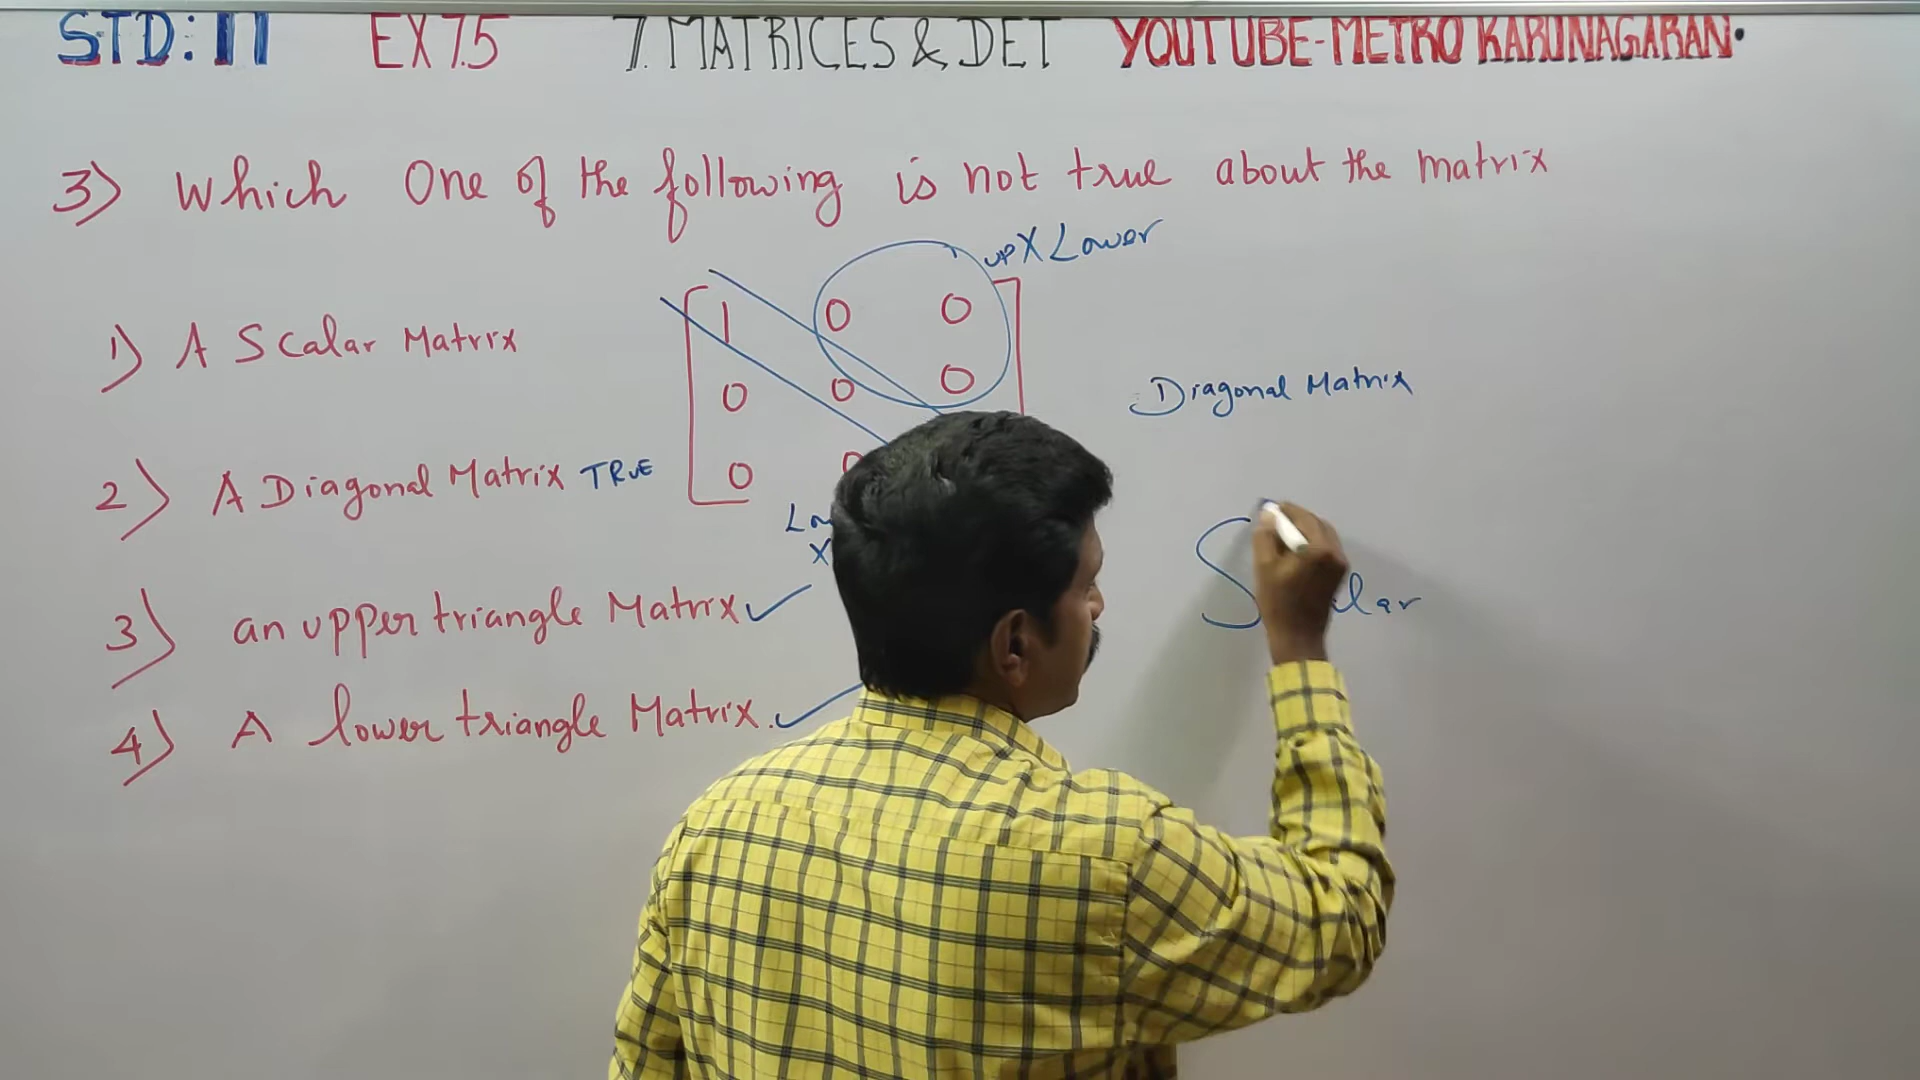 STD: 11 EX 7.5 7. MATRICES & DET YOUTUBE-METRO KARUNAGARAN.
3) Which One of the following is not true about the matrix
UP X Lower
1 0 0
1) A Scalar Matrix
0 0 0
Diagonal Matrix
2) A Diagonal Matrix TRUE
0
X
3) an upper triangle Matrix ✓
4) A lower triangle Matrix. ✓